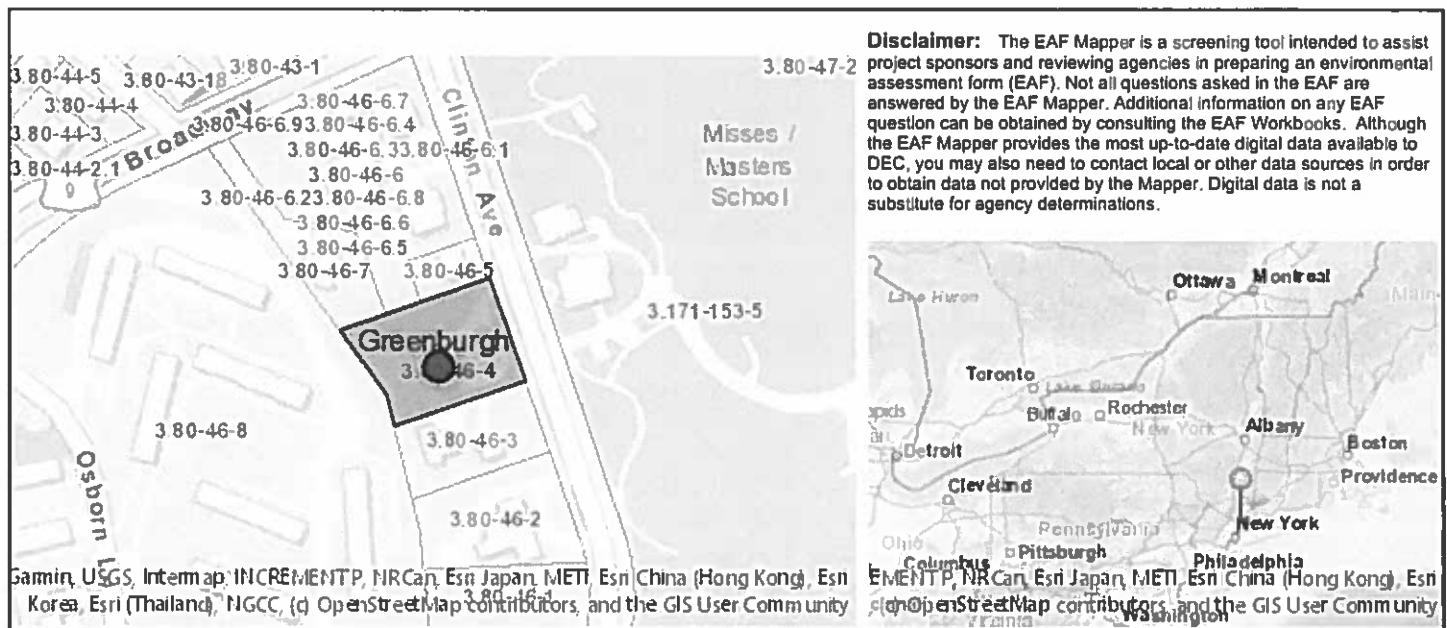 3.80-44-5
3.80-43-18
3.80-43-1
3.80-44-4
3.80-44-3
3.80-44-2.1
9
Broadway
Clinton Ave
3.80-47-2
3.80-46-6.7
3.80-46-6.9
3.80-46-6.4
3.80-46-6.3
3.80-46-6.1
3.80-46-6
3.80-46-6.2
3.80-46-6.8
3.80-46-6.6
3.80-46-6.5
3.80-46-7
3.80-46-5
Misses /
Masters
School
3.171-153-5
Greenburgh
46-4
3.80-46-3
3.80-46-8
3.80-46-2
3.80-46-1
Osborn
Garmin, USGS, Intermap, INCREMENT P, NRCan, Esri Japan, METI, Esri China (Hong Kong), Esri
Korea, Esri (Thailand), NGCC, (c) OpenStreetMap contributors, and the GIS User Community
Disclaimer: The EAF Mapper is a screening tool intended to assist
project sponsors and reviewing agencies in preparing an environmental
assessment form (EAF). Not all questions asked in the EAF are
answered by the EAF Mapper. Additional information on any EAF
question can be obtained by consulting the EAF Workbooks. Although
the EAF Mapper provides the most up-to-date digital data available to
DEC, you may also need to contact local or other data sources in order
to obtain data not provided by the Mapper. Digital data is not a
substitute for agency determinations.
Lake Huron
Ottawa
Montreal
Toronto
Lake Ontario
Buffalo
Rochester
New York
Albany
Detroit
Boston
Providence
Cleveland
New York
Pennsylvania
Ohio
Pittsburgh
Philadelphia
Columbus
EMENT P, NRCan, Esri Japan, METI, Esri China (Hong Kong), Esri
OpenStreetMap contributors, and the GIS User Community
Washington
Virginia